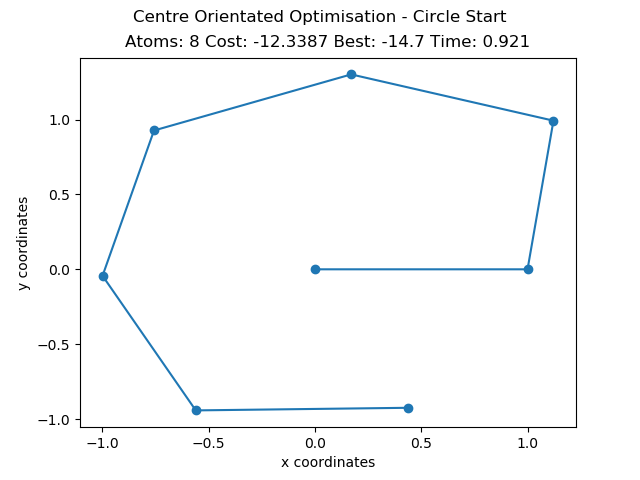 Centre Orientated Optimisation - Circle Start
Atoms: 8 Cost: -12.3387 Best: -14.7 Time: 0.921
1.0
0.5
0.0
−0.5
−1.0
y coordinates
−1.0 −0.5 0.0 0.5 1.0
x coordinates